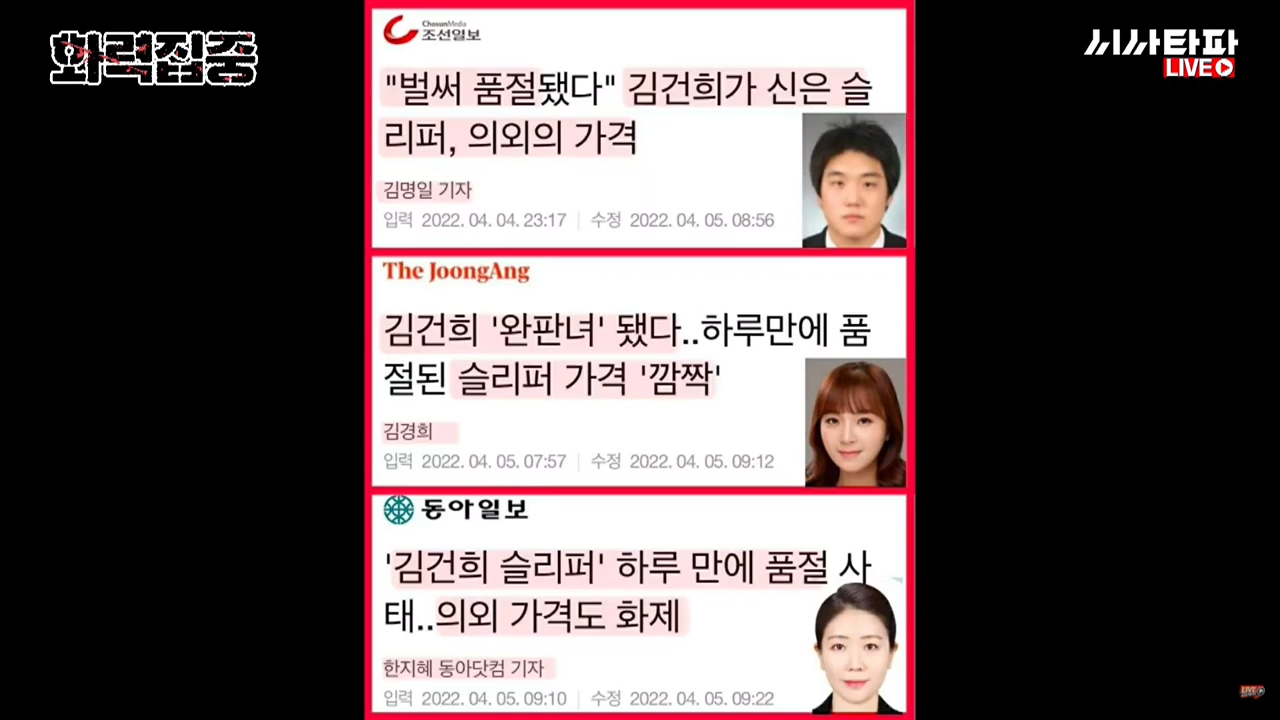 화력집중
시사타파
LIVE
ChosunMedia
조선일보
"벌써 품절됐다" 김건희가 신은 슬
리퍼, 의외의 가격
김명일 기자
입력 2022. 04. 04. 23:17 | 수정 2022. 04. 05. 08:56
The JoongAng
김건희 '완판녀' 됐다..하루만에 품
절된 슬리퍼 가격 '깜짝'
김경희
입력 2022. 04. 05. 07:57 | 수정 2022. 04. 05. 09:12
동아일보
'김건희 슬리퍼' 하루 만에 품절 사
태..의외 가격도 화제
한지혜 동아닷컴 기자
입력 2022. 04. 05. 09:10 | 수정 2022. 04. 05. 09:22
LIVE